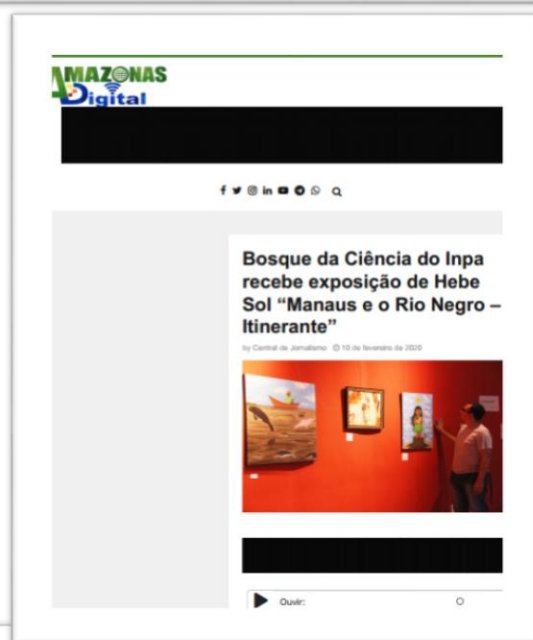 AMAZONAS
Digital
Bosque da Ciência do Inpa
recebe exposição de Hebe
Sol “Manaus e o Rio Negro –
Itinerante”
by Central de Jornalismo 10 de fevereiro de 2020
Ouvir: